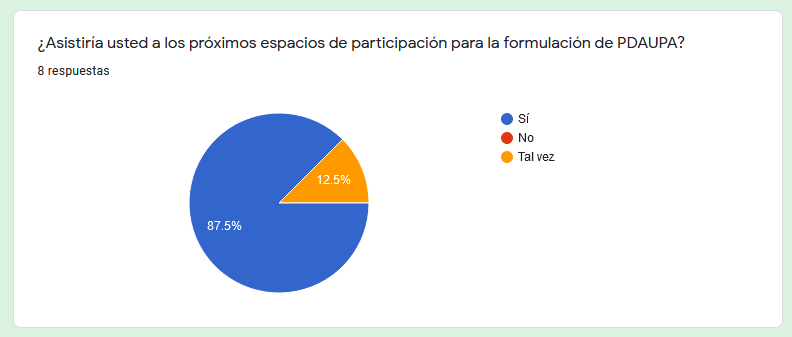 ¿Asistiría usted a los próximos espacios de participación para la formulación de PDAUPA?
8 respuestas
Sí
No
Tal vez
12.5%
87.5%